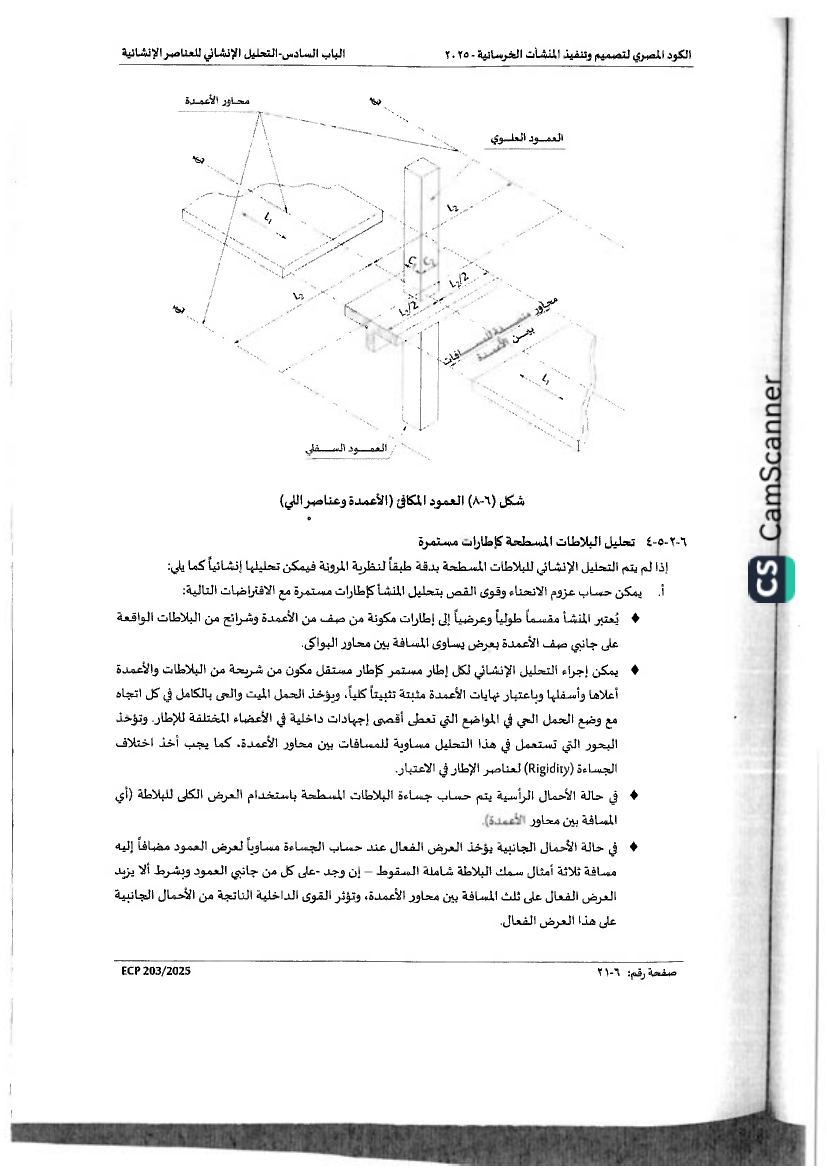 الكود المصري لتصميم وتنفيذ المنشأت الخرسانية - ٢٠٢٥
الباب السادس-التحليل الإنشائي للعناصر الإنشائية
محاور الأعمدة
العمود العلوي
L₁
L₂
L₂
C₁
C₂
L₂/2
L₂/2
محاور منصفة للمسافات
بين الأعمدة
L₁
العمود السفلي
شكل (٦-٨) العمود المكافئ (الأعمدة وعناصر اللي)
٦-٢-٥-٤ تحليل البلاطات المسطحة كإطارات مستمرة
إذا لم يتم التحليل الإنشائي للبلاطات المسطحة بدقة طبقاً لنظرية المرونة فيمكن تحليلها إنشائياً كما يلي:
أ. يمكن حساب عزوم الانحناء وقوى القص بتحليل المنشأ كإطارات مستمرة مع الافتراضات التالية:
♦ يُعتبر المنشأ مقسماً طولياً وعرضياً إلى إطارات مكونة من صف من الأعمدة وشرائح من البلاطات الواقعة
على جانبي صف الأعمدة بعرض يساوى المسافة بين محاور البواكى.
♦ يمكن إجراء التحليل الإنشائي لكل إطار مستمر كإطار مستقل مكون من شريحة من البلاطات والأعمدة
أعلاها وأسفلها وباعتبار نهايات الأعمدة مثبتة تثبيتاً كلياً، ويؤخذ الحمل الميت والحى بالكامل في كل اتجاه
مع وضع الحمل الحي في المواضع التي تعطى أقصى إجهادات داخلية في الأعضاء المختلفة للإطار. وتؤخذ
البحور التي تستعمل في هذا التحليل مساوية للمسافات بين محاور الأعمدة، كما يجب أخذ اختلاف
الجساءة (Rigidity) لعناصر الإطار في الاعتبار.
♦ في حالة الأحمال الرأسية يتم حساب جساءة البلاطات المسطحة باستخدام العرض الكلى للبلاطة (أي
المسافة بين محاور الأعمدة).
♦ في حالة الأحمال الجانبية يؤخذ العرض الفعال عند حساب الجساءة مساوياً لعرض العمود مضافاً إليه
مسافة ثلاثة أمثال سمك البلاطة شاملة السقوط – إن وجد -على كل من جانبي العمود وبشرط ألا يزيد
العرض الفعال على ثلث المسافة بين محاور الأعمدة، وتؤثر القوى الداخلية الناتجة من الأحمال الجانبية
على هذا العرض الفعال.
صفحة رقم: ٦-٢١
ECP 203/2025
CS CamScanner